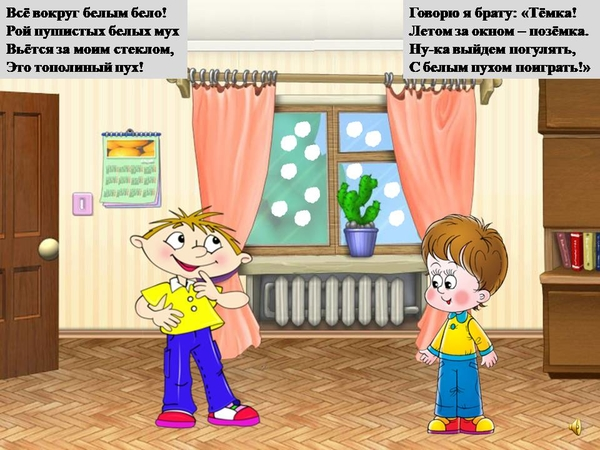 Всё вокруг белым бело!
Рой пушистых белых мух
Вьётся за моим стеклом,
Это тополиный пух!
Говорю я брату: «Тёмка!
Летом за окном – позёмка.
Ну-ка выйдем погулять,
С белым пухом поиграть!»